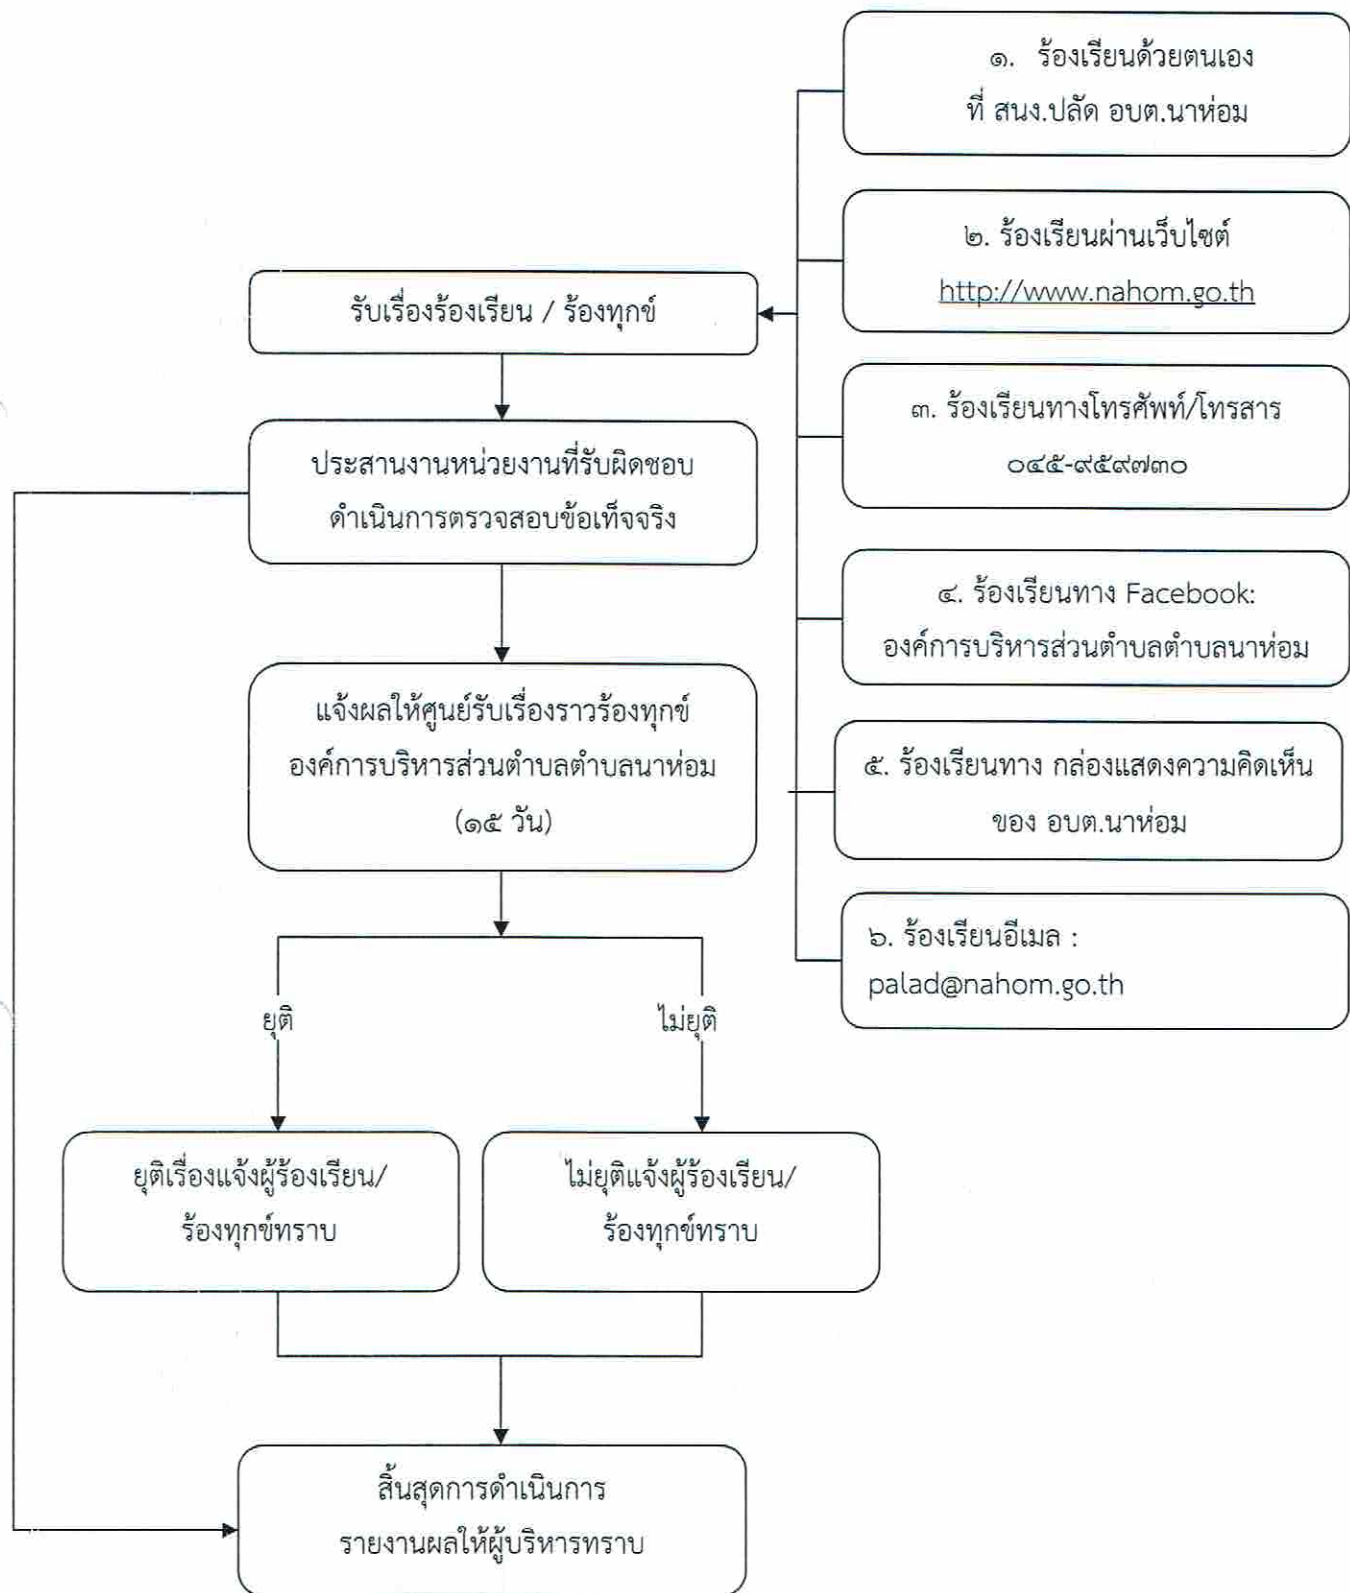 ๑. ร้องเรียนด้วยตนเอง
ที่ สนง.ปลัด อบต.นาห่อม
๒. ร้องเรียนผ่านเว็บไซต์
http://www.nahom.go.th
๓. ร้องเรียนทางโทรศัพท์/โทรสาร
๐๔๕-๙๕๙๗๓๐
๔. ร้องเรียนทาง Facebook:
องค์การบริหารส่วนตำบลตำบลนาห่อม
๕. ร้องเรียนทาง กล่องแสดงความคิดเห็น
ของ อบต.นาห่อม
๖. ร้องเรียนอีเมล :
palad@nahom.go.th
รับเรื่องร้องเรียน / ร้องทุกข์
ประสานงานหน่วยงานที่รับผิดชอบ
ดำเนินการตรวจสอบข้อเท็จจริง
แจ้งผลให้ศูนย์รับเรื่องราวร้องทุกข์
องค์การบริหารส่วนตำบลตำบลนาห่อม
(๑๕ วัน)
ยุติ
ไม่ยุติ
ยุติเรื่องแจ้งผู้ร้องเรียน/
ร้องทุกข์ทราบ
ไม่ยุติแจ้งผู้ร้องเรียน/
ร้องทุกข์ทราบ
สิ้นสุดการดำเนินการ
รายงานผลให้ผู้บริหารทราบ